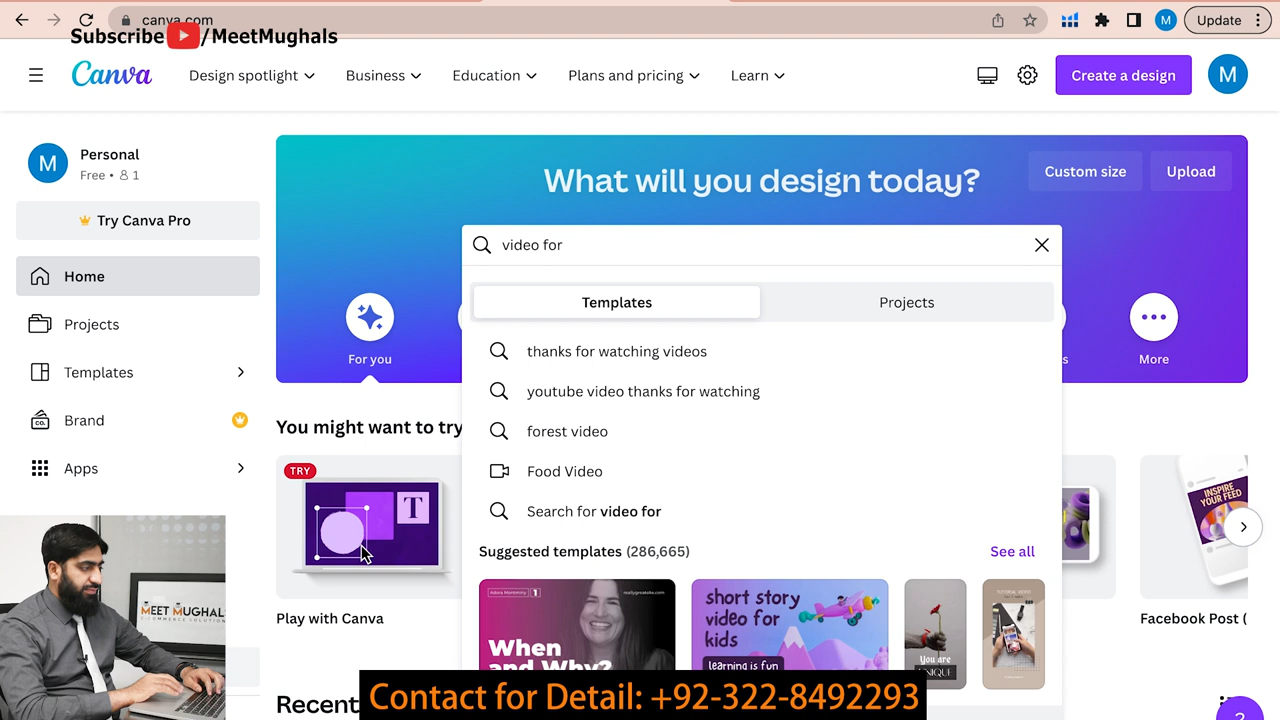 canva.com
Update
Subscribe /MeetMughals
Canva
Design spotlight
Business
Education
Plans and pricing
Learn
Create a design
M
M
M
Personal
Free • 1
Try Canva Pro
Home
Projects
Templates
Brand
CO.
Apps
What will you design today?
Custom size
Upload
video for
Templates
Projects
For you
s
More
thanks for watching videos
youtube video thanks for watching
forest video
Food Video
Search for video for
Suggested templates (286,665)
See all
You might want to try
TRY
T
INSPIRE
YOUR FEED
Play with Canva
Facebook Post (
When
and Why?
short story
video for
kids
learning is fun
You are
UNIQUE
MEET MUGHALS
Recent
?
Contact for Detail: +92-322-8492293